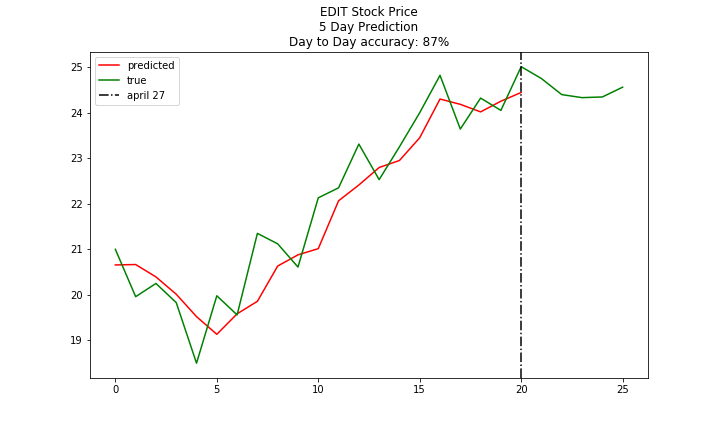 EDIT Stock Price
5 Day Prediction
Day to Day accuracy: 87%
predicted
true
april 27
25
24
23
22
21
20
19
0 5 10 15 20 25